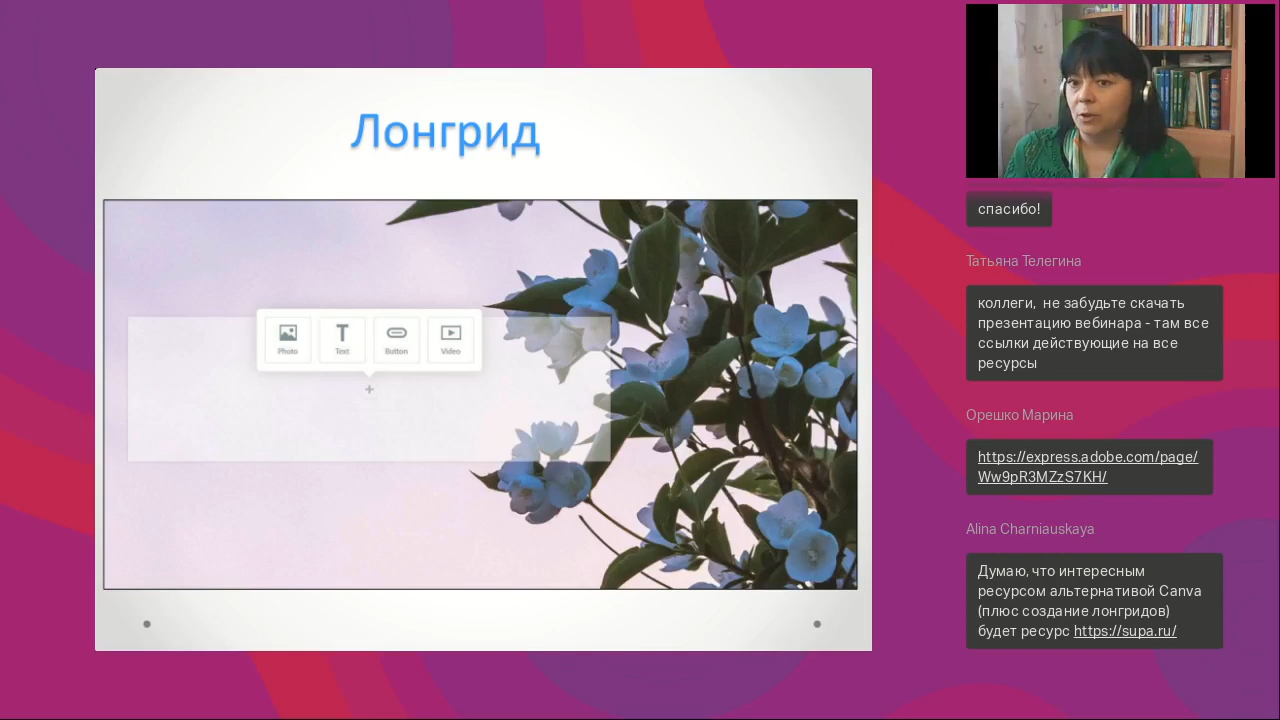 Лонгрид
Photo
Text
Button
Video
спасибо!
Татьяна Телегина
коллеги,  не забудьте скачать
презентацию вебинара - там все
ссылки действующие на все
ресурсы
Орешко Марина
https://express.adobe.com/page/
Ww9pR3MZzS7KH/
Alina Charniauskaya
Думаю, что интересным
ресурсом альтернативой Canva
(плюс создание лонгридов)
будет ресурс https://supa.ru/